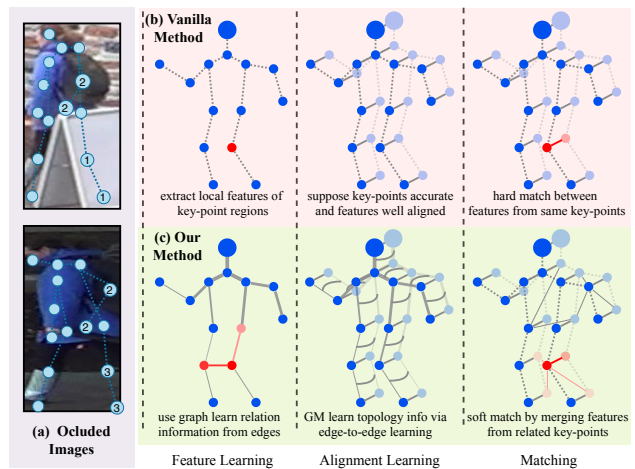 (b) Vanilla
Method
2
2
1
1
extract local features of
key-point regions
suppose key-points accurate
and features well aligned
hard match between
features from same key-points
(c) Our
Method
2
2
3
3
use graph learn relation
information from edges
GM learn topology info via
edge-to-edge learning
soft match by merging features
from related key-points
(a) Ocluded
Images
Feature Learning
Alignment Learning
Matching